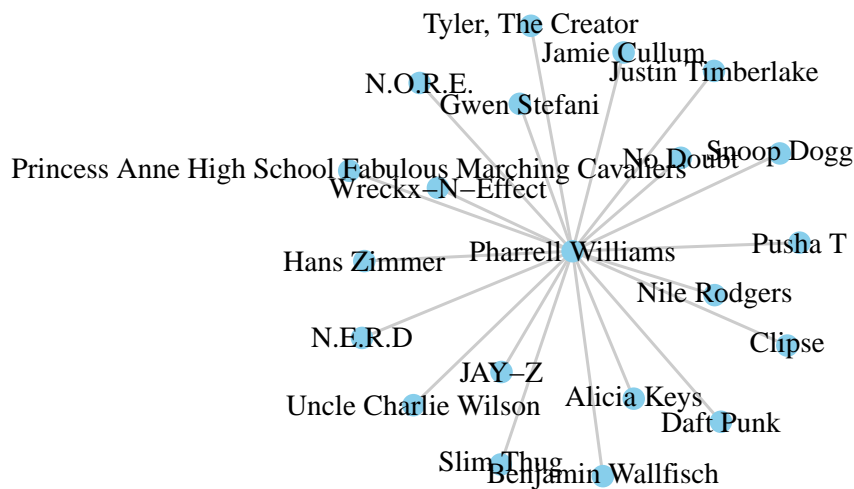 Tyler, The Creator
Jamie Cullum
Justin Timberlake
N.O.R.E.
Gwen Stefani
No Doubt
Snoop Dogg
Princess Anne High School Fabulous Marching Cavaliers
Wreckx–N–Effect
Pusha T
Pharrell Williams
Hans Zimmer
Nile Rodgers
N.E.R.D
Clipse
JAY–Z
Alicia Keys
Uncle Charlie Wilson
Daft Punk
Slim Thug
Benjamin Wallfisch